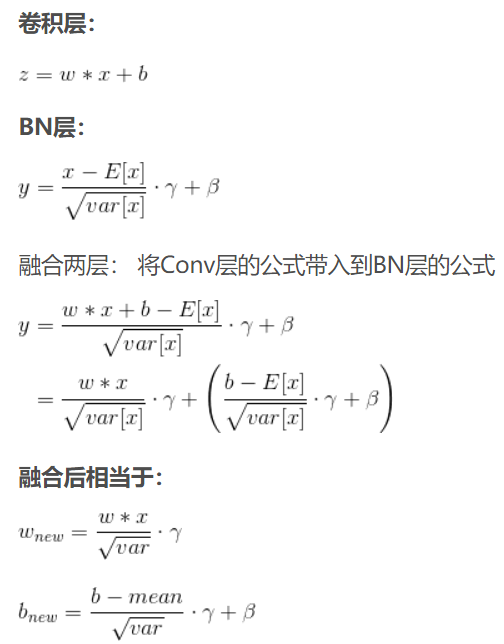 卷积层：
z = w * x + b
BN层：
y = \frac{x - E[x]}{\sqrt{var[x]}} \cdot \gamma + \beta
融合两层： 将Conv层的公式带入到BN层的公式
y = \frac{w * x + b - E[x]}{\sqrt{var[x]}} \cdot \gamma + \beta
= \frac{w * x}{\sqrt{var[x]}} \cdot \gamma + \left( \frac{b - E[x]}{\sqrt{var[x]}} \cdot \gamma + \beta \right)
融合后相当于：
w_{new} = \frac{w * x}{\sqrt{var}} \cdot \gamma
b_{new} = \frac{b - mean}{\sqrt{var}} \cdot \gamma + \beta